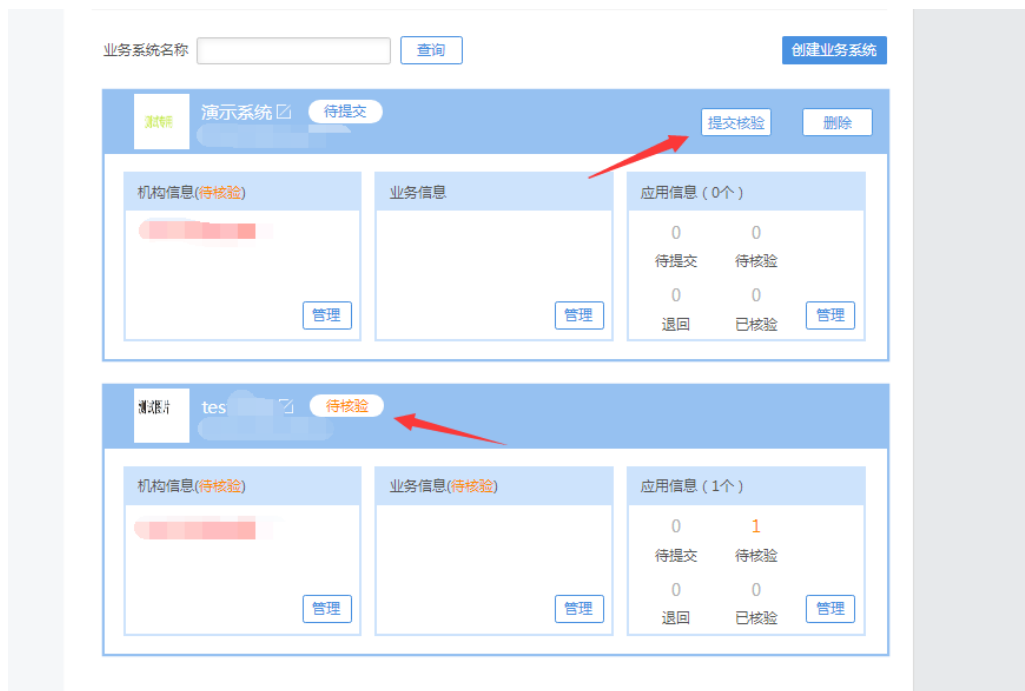 业务系统名称 查询 创建业务系统
测试专用
演示系统 待提交 提交核验 删除
机构信息(待核验) 业务信息 应用信息（0个）
0 0
待提交 待核验
0 0
管理 管理 管理
退回 已核验
测试图片
tes 待核验
机构信息(待核验) 业务信息(待核验) 应用信息（1个）
0 1
待提交 待核验
0 0
管理 管理 管理
退回 已核验